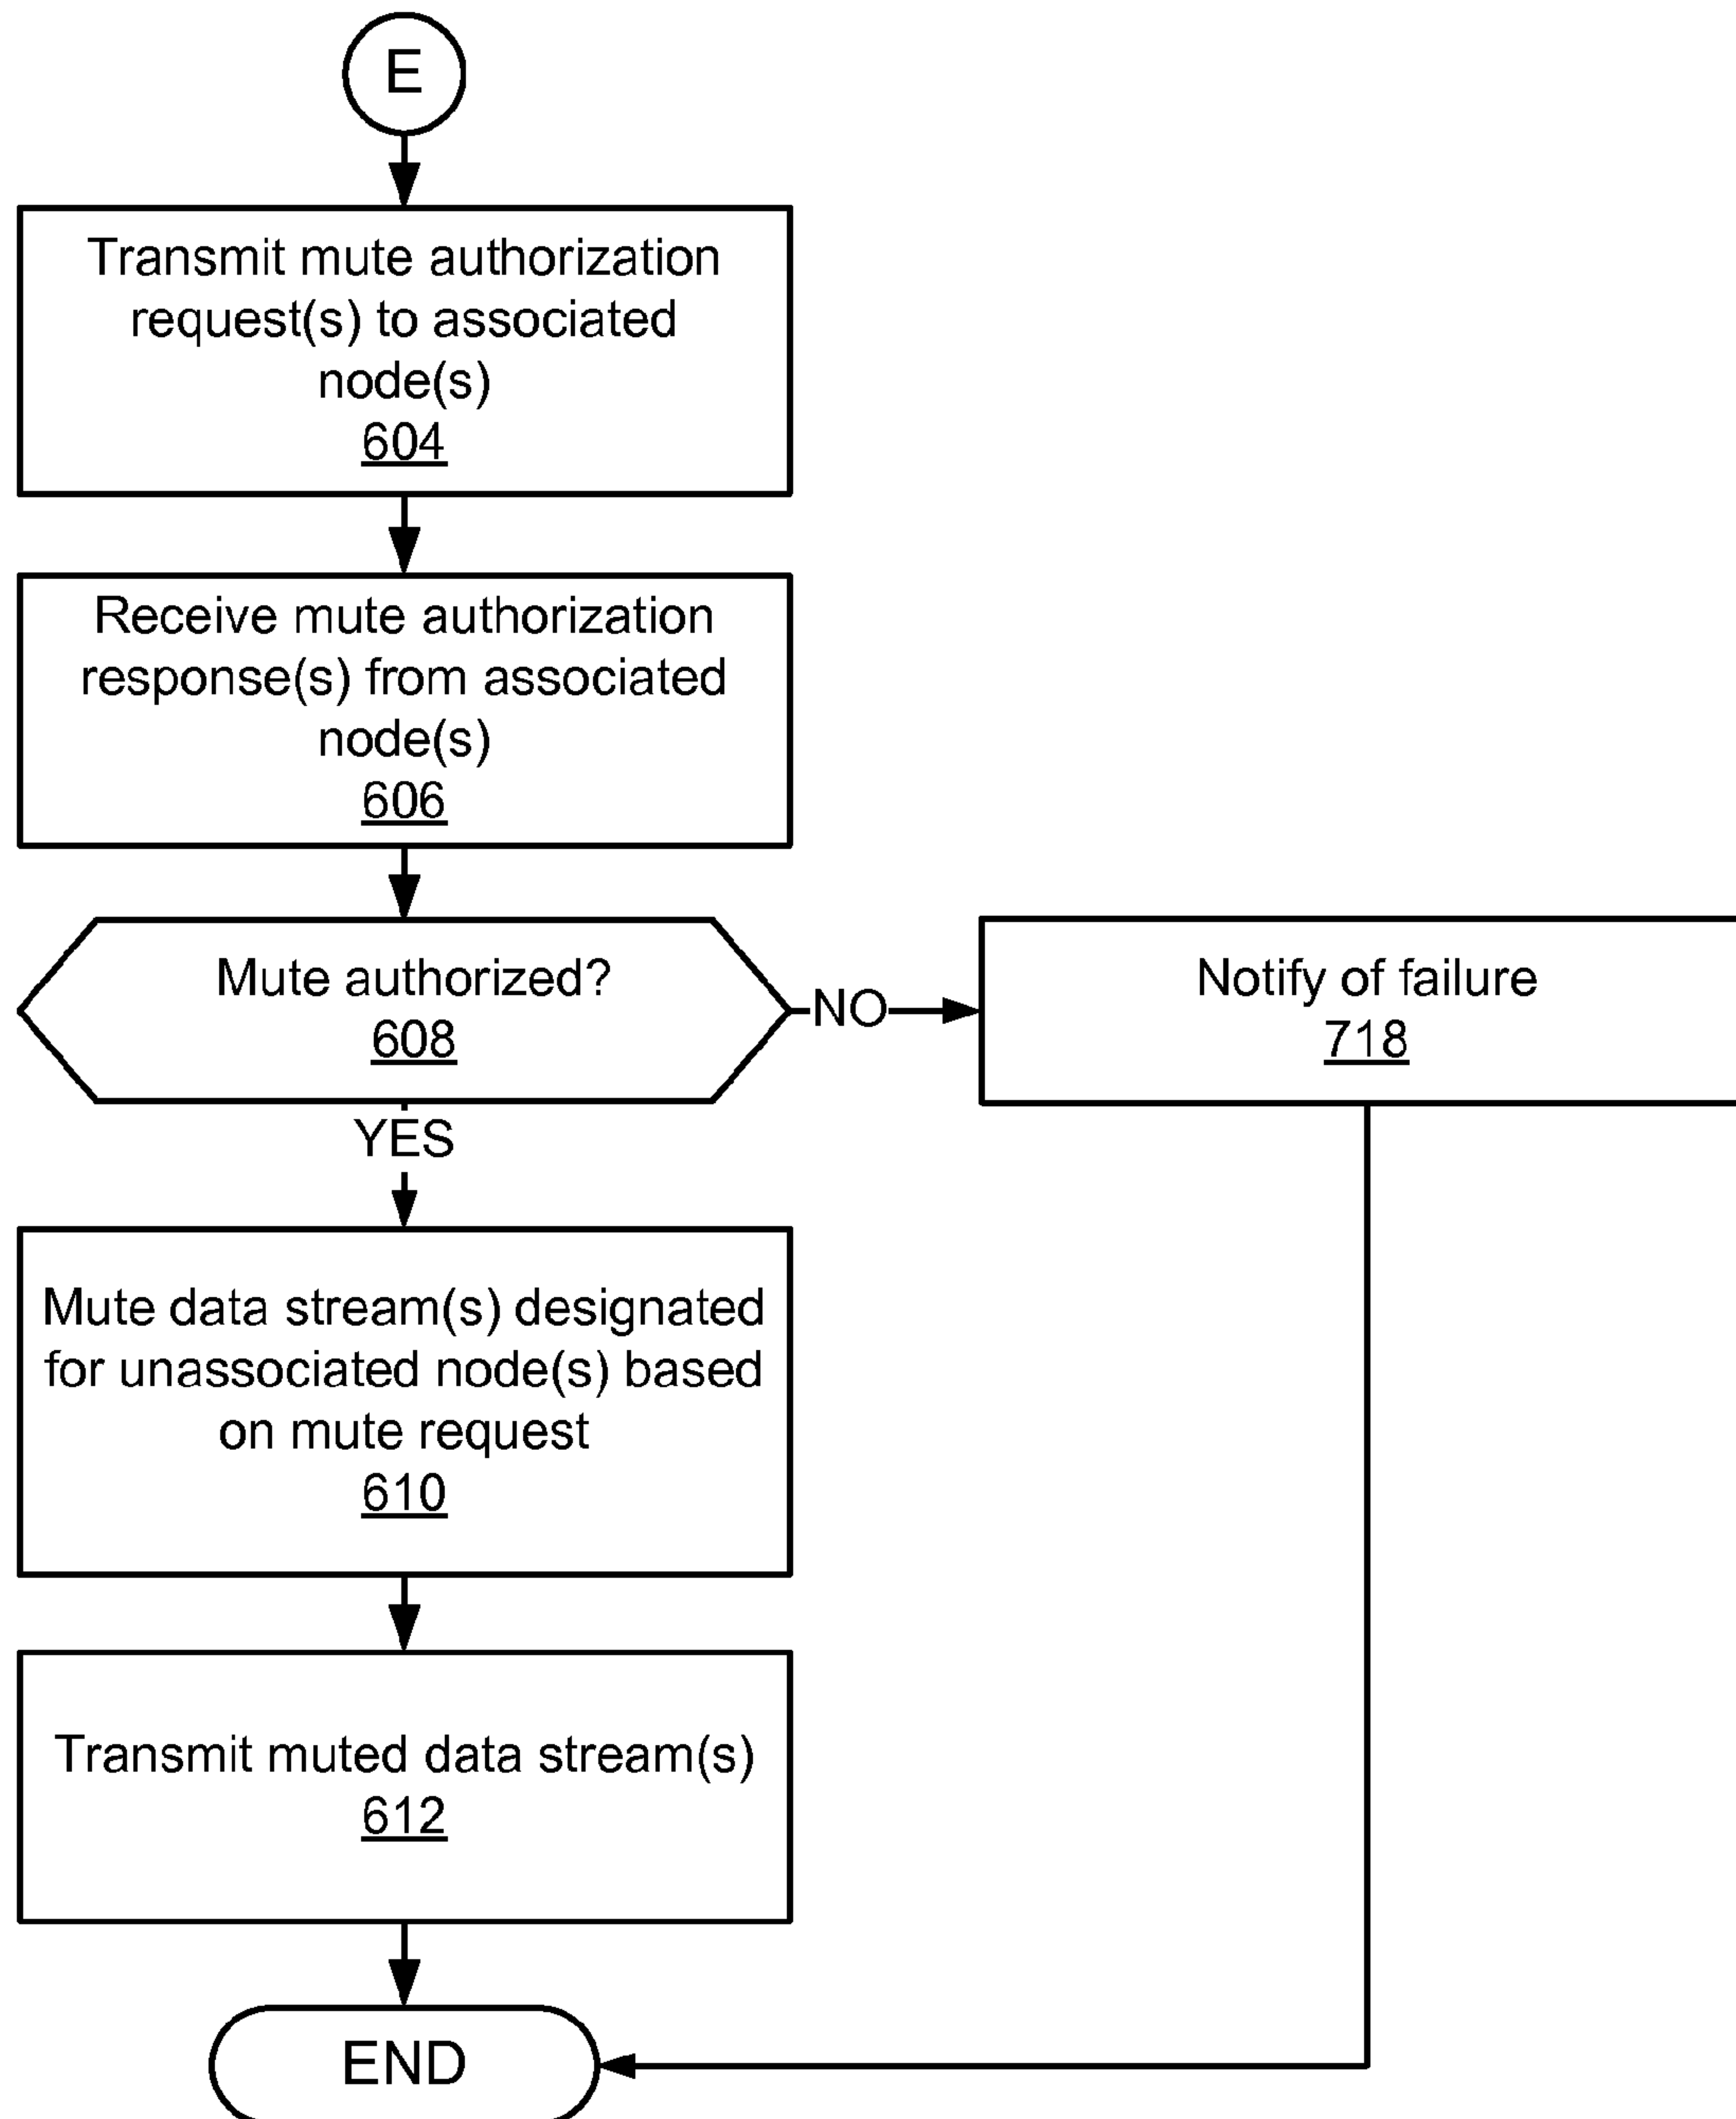 E
Transmit mute authorization
request(s) to associated
node(s)
604
Receive mute authorization
response(s) from associated
node(s)
606
Mute authorized?
608
NO
Notify of failure
718
YES
Mute data stream(s) designated
for unassociated node(s) based
on mute request
610
Transmit muted data stream(s)
612
END